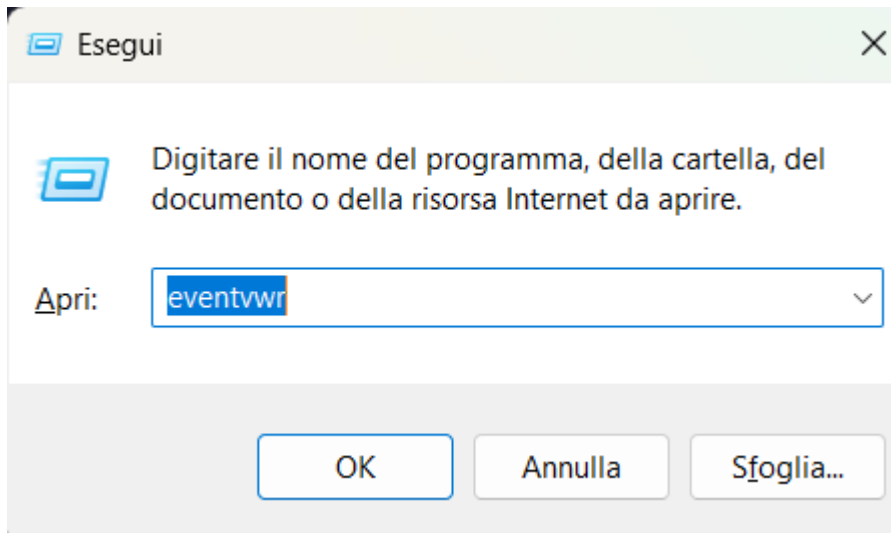 Esegui
Digitare il nome del programma, della cartella, del
documento o della risorsa Internet da aprire.
Apri:
eventvwr
OK
Annulla
Sfoglia...